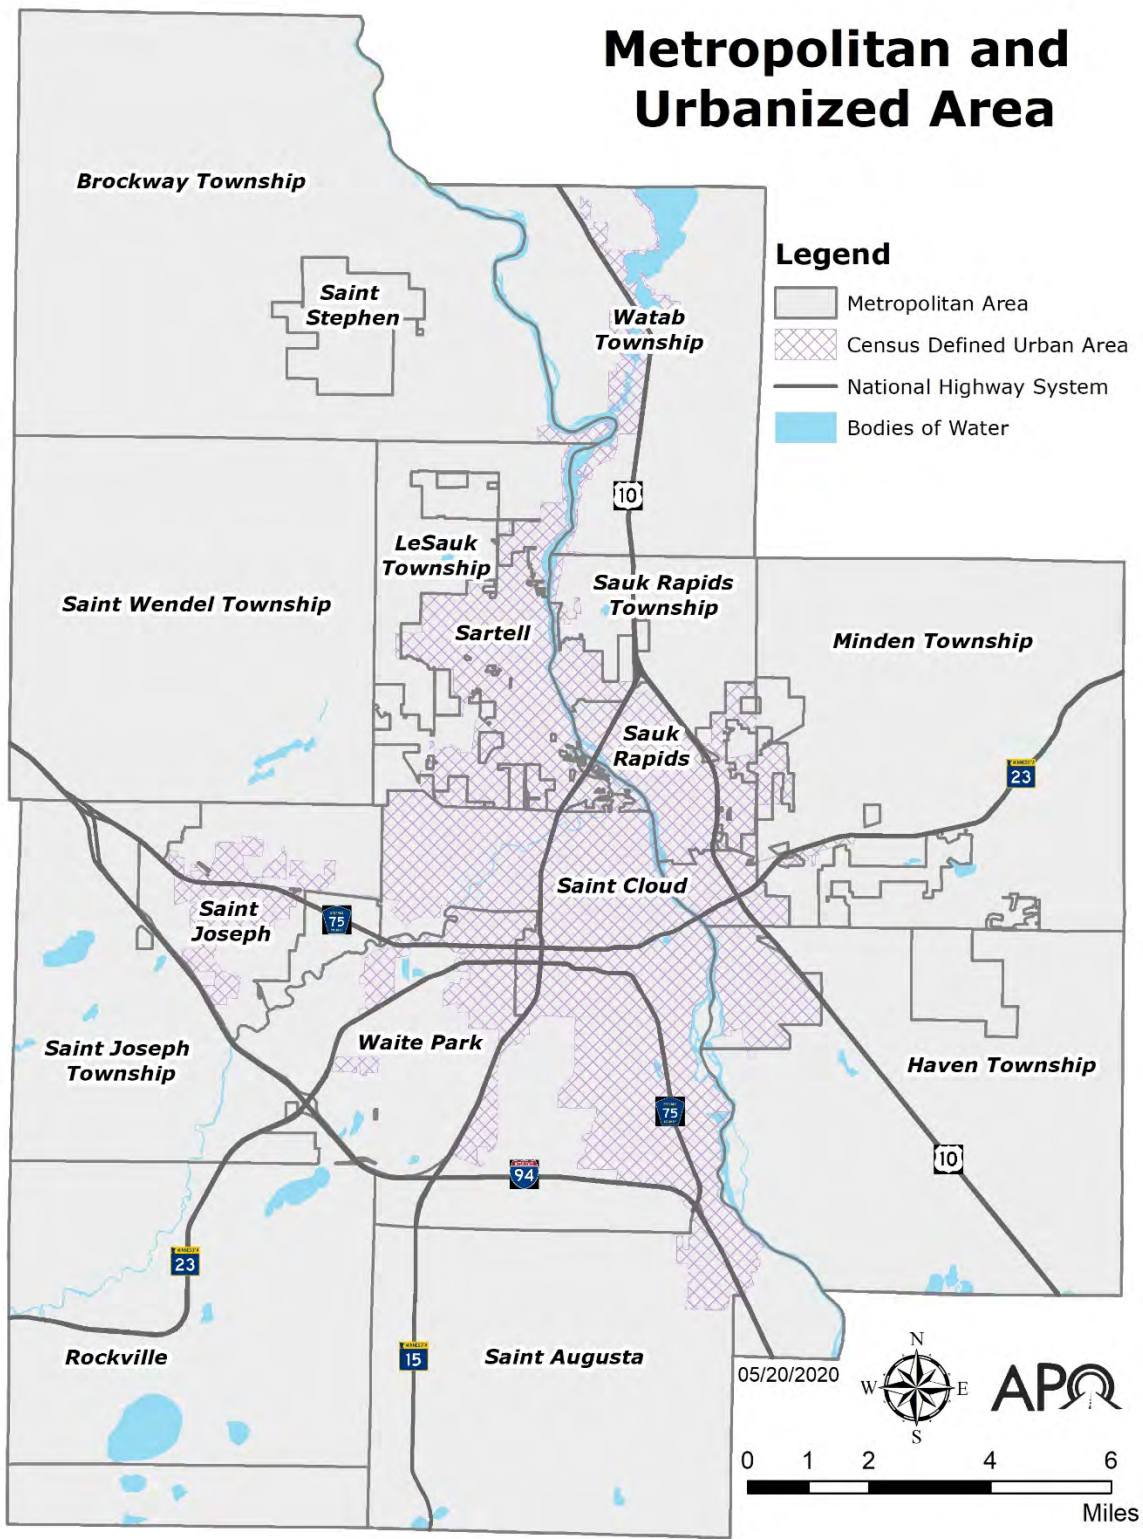 Metropolitan and
Urbanized Area
Brockway Township
Legend
Saint
Stephen
Metropolitan Area
Watab
Township
Census Defined Urban Area
National Highway System
Bodies of Water
10
LeSauk
Township
Sauk Rapids
Township
Saint Wendel Township
Sartell
Minden Township
Sauk
Rapids
23
Saint Cloud
Saint
Joseph
75
Waite Park
Saint Joseph
Township
Haven Township
75
10
94
23
Rockville
15
Saint Augusta
05/20/2020
N
W
E
S
APO
0 1 2 4 6
Miles